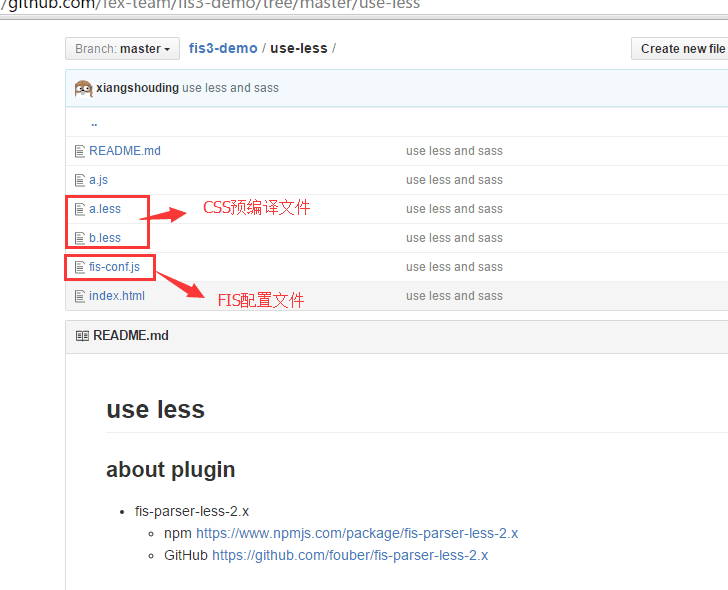 /github.com/fex-team/fis3-demo/tree/master/use-less
Branch: master
fis3-demo / use-less /
Create new file
xiangshouding use less and sass
..
README.md use less and sass
a.js use less and sass
a.less use less and sass
CSS预编译文件
b.less use less and sass
fis-conf.js use less and sass
index.html use less and sass
FIS配置文件
README.md
use less
about plugin
• fis-parser-less-2.x
npm https://www.npmjs.com/package/fis-parser-less-2.x
GitHub https://github.com/fouber/fis-parser-less-2.x